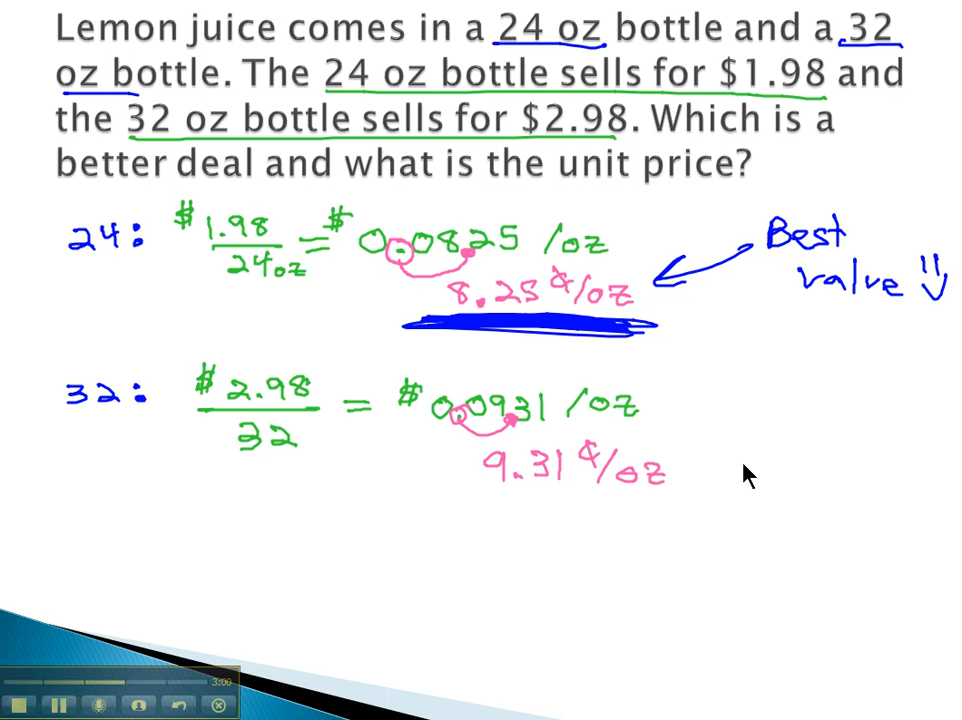 Lemon juice comes in a 24 oz bottle and a 32
oz bottle. The 24 oz bottle sells for $1.98 and
the 32 oz bottle sells for $2.98. Which is a
better deal and what is the unit price?
24: $1.98/24oz = $0.0825 /oz
Best
value
8.25¢/oz
32: $2.98/32 = $0.0931 /oz
9.31¢/oz
3:00